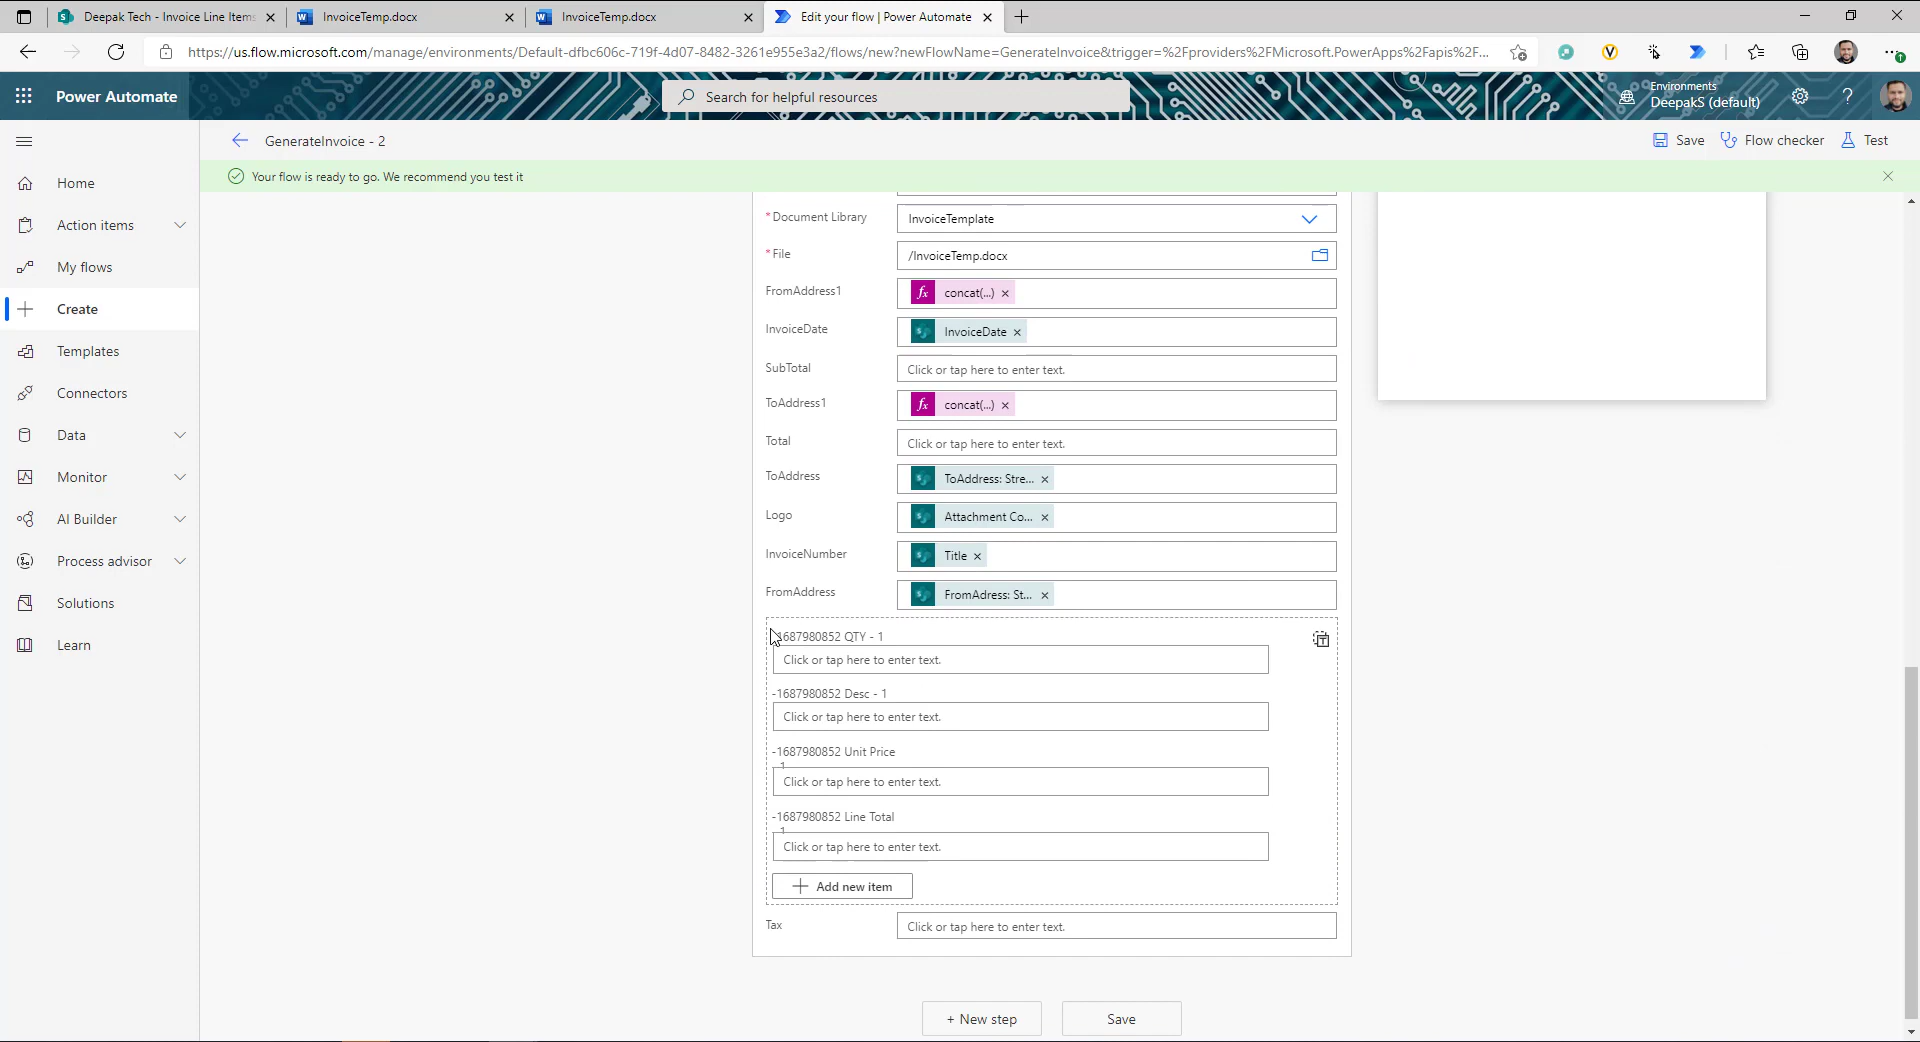 Deepak Tech - Invoice Line Items
InvoiceTemp.docx
InvoiceTemp.docx
Edit your flow | Power Automate
https://us.flow.microsoft.com/manage/environments/Default-dfbc606c-719f-4d07-8482-3261e955e3a2/flows/new?newFlowName=GenerateInvoice&trigger=%2Fproviders%2FMicrosoft.PowerApps%2Fapis%2F...
Power Automate
Search for helpful resources
Environments
DeepakS (default)
GenerateInvoice - 2
Save
Flow checker
Test
Your flow is ready to go. We recommend you test it
Home
Action items
My flows
Create
Templates
Connectors
Data
Monitor
AI Builder
Process advisor
Solutions
Learn
*Document Library
InvoiceTemplate
*File
/InvoiceTemp.docx
FromAddress1
fx concat(...) ×
InvoiceDate
InvoiceDate ×
SubTotal
Click or tap here to enter text.
ToAddress1
fx concat(...) ×
Total
Click or tap here to enter text.
ToAddress
ToAddress: Stre... ×
Logo
Attachment Co... ×
InvoiceNumber
Title ×
FromAddress
FromAdress: St... ×
-1687980852 QTY - 1
Click or tap here to enter text.
-1687980852 Desc - 1
Click or tap here to enter text.
-1687980852 Unit Price
1
Click or tap here to enter text.
-1687980852 Line Total
1
Click or tap here to enter text.
+ Add new item
Tax
Click or tap here to enter text.
+ New step
Save